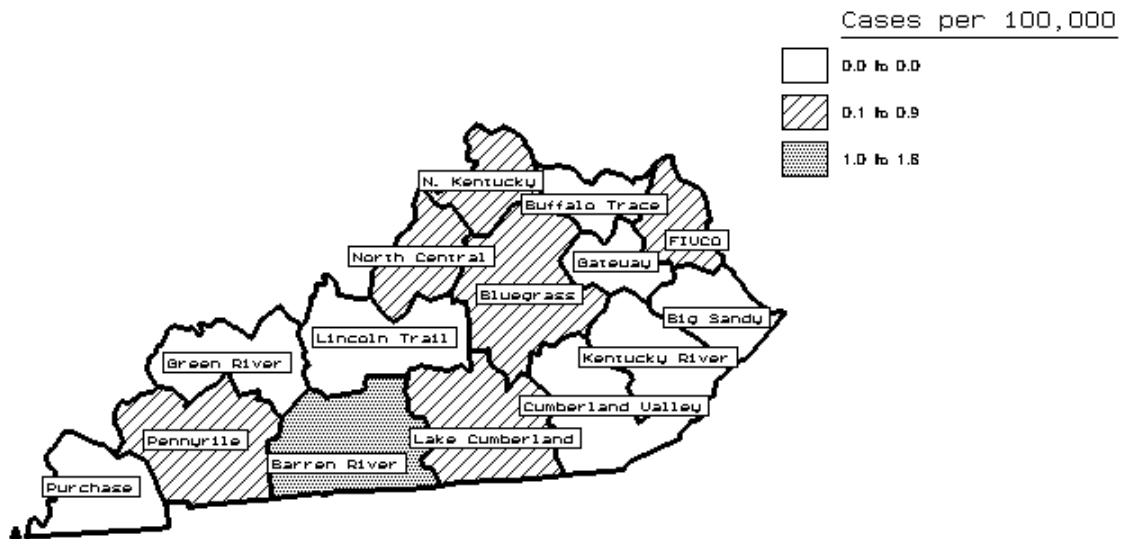 Cases per 100,000
0.0 to 0.0
0.1 to 0.9
1.0 to 1.6
N. Kentucky
Buffalo Trace
FIVCO
North Central
Gateway
Bluegrass
Big Sandy
Lincoln Trail
Kentucky River
Green River
Cumberland Valley
Pennyrile
Lake Cumberland
Barren River
Purchase